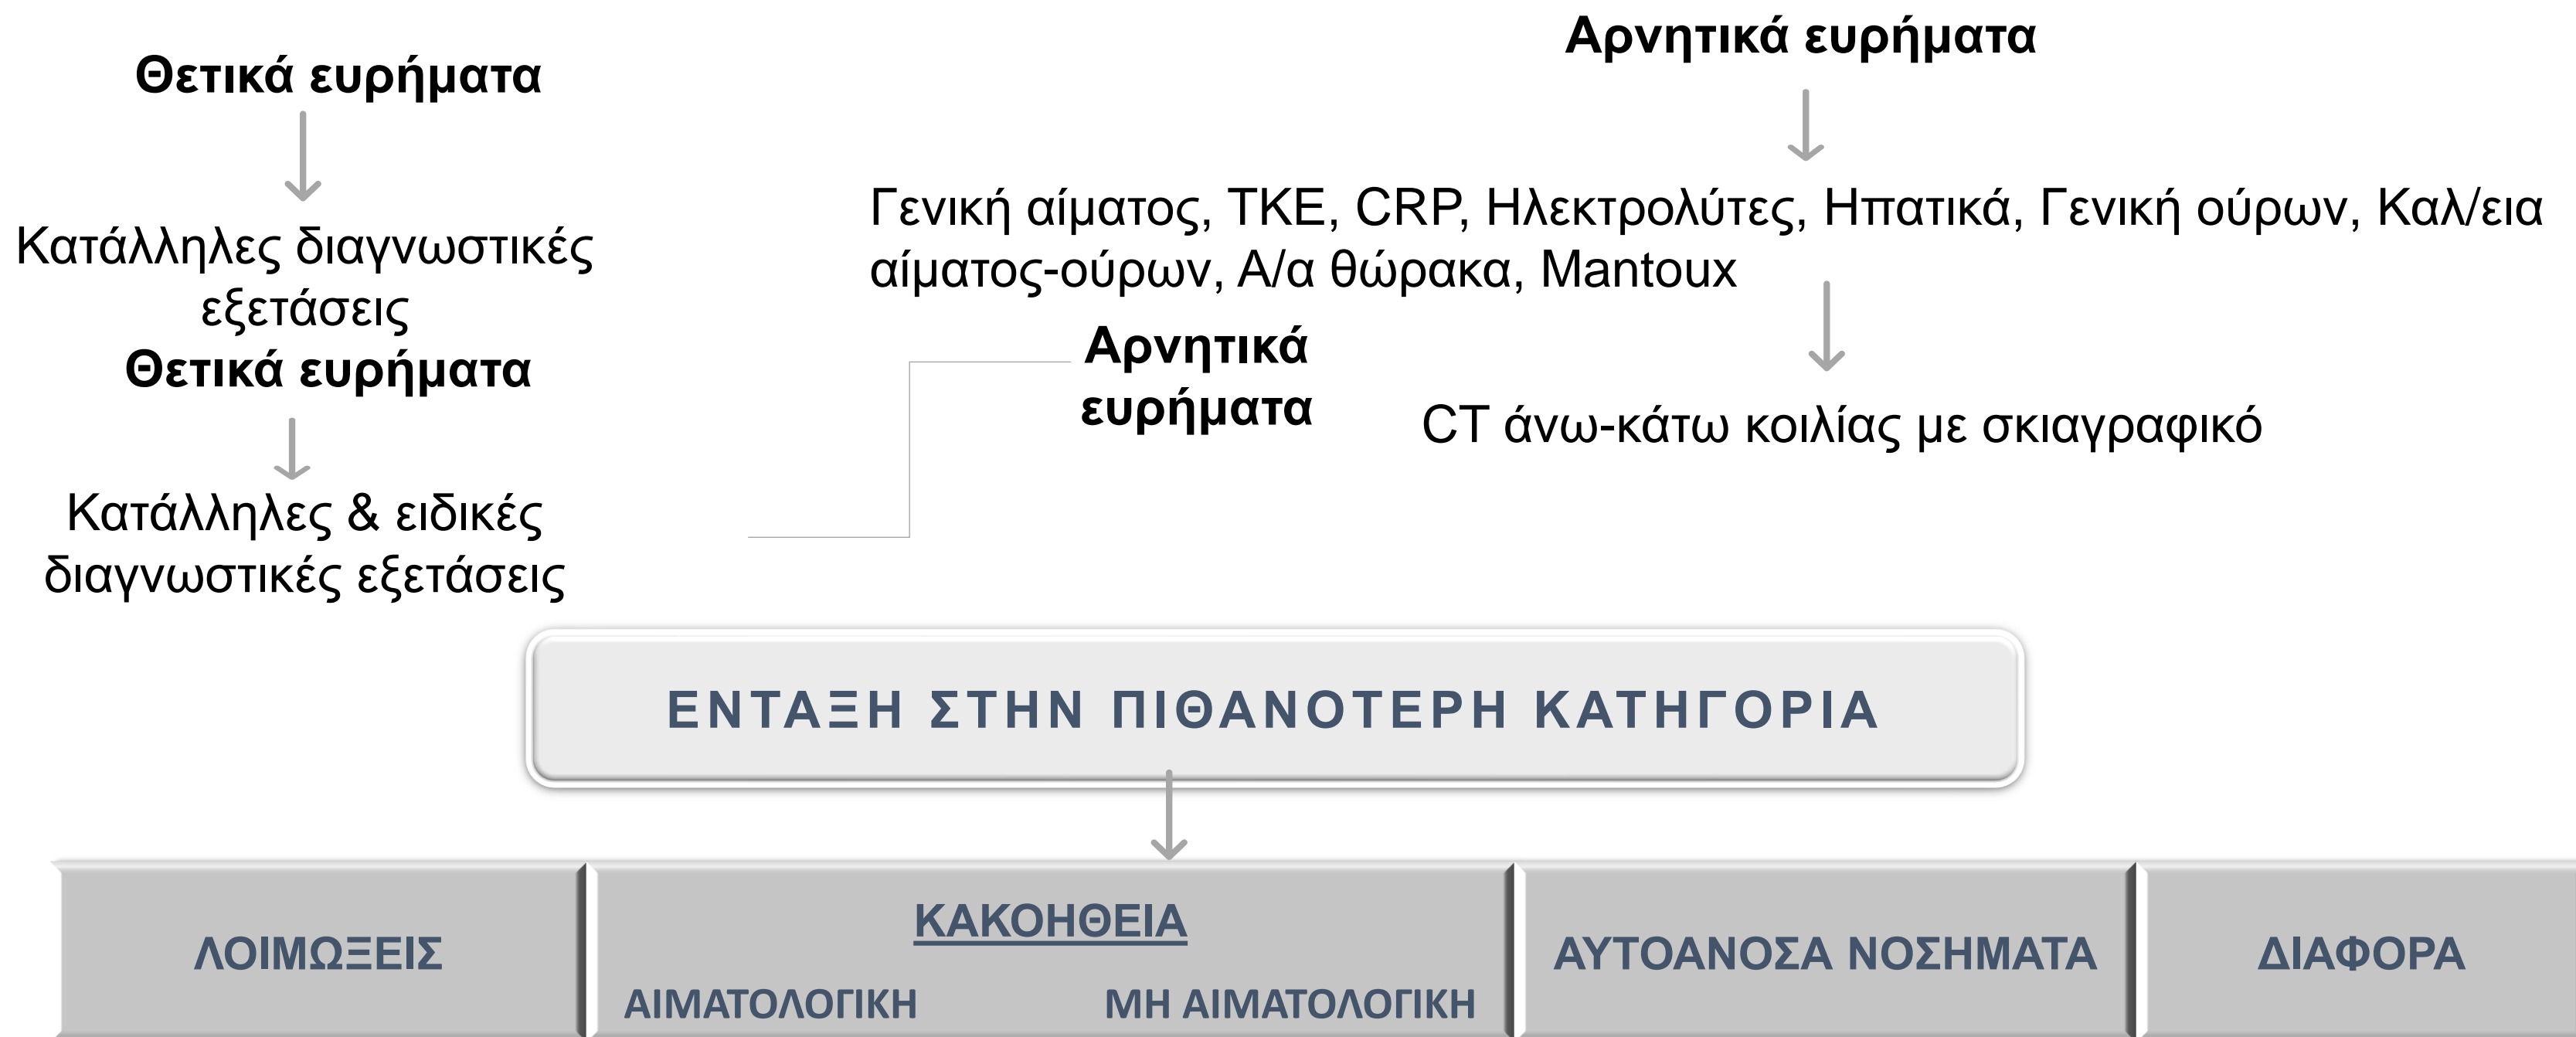 Θετικά ευρήματα
Αρνητικά ευρήματα
Κατάλληλες διαγνωστικές
εξετάσεις
Γενική αίματος, ΤΚΕ, CRP, Ηλεκτρολύτες, Ηπατικά, Γενική ούρων, Καλ/εια
αίματος-ούρων, Α/α θώρακα, Mantoux
Θετικά ευρήματα
Αρνητικά
ευρήματα
CT άνω-κάτω κοιλίας με σκιαγραφικό
Κατάλληλες & ειδικές
διαγνωστικές εξετάσεις
ΕΝΤΑΞΗ ΣΤΗΝ ΠΙΘΑΝΟΤΕΡΗ ΚΑΤΗΓΟΡΙΑ
ΛΟΙΜΩΞΕΙΣ
ΚΑΚΟΗΘΕΙΑ
ΑΙΜΑΤΟΛΟΓΙΚΗ ΜΗ ΑΙΜΑΤΟΛΟΓΙΚΗ
ΑΥΤΟΑΝΟΣΑ ΝΟΣΗΜΑΤΑ
ΔΙΑΦΟΡΑ